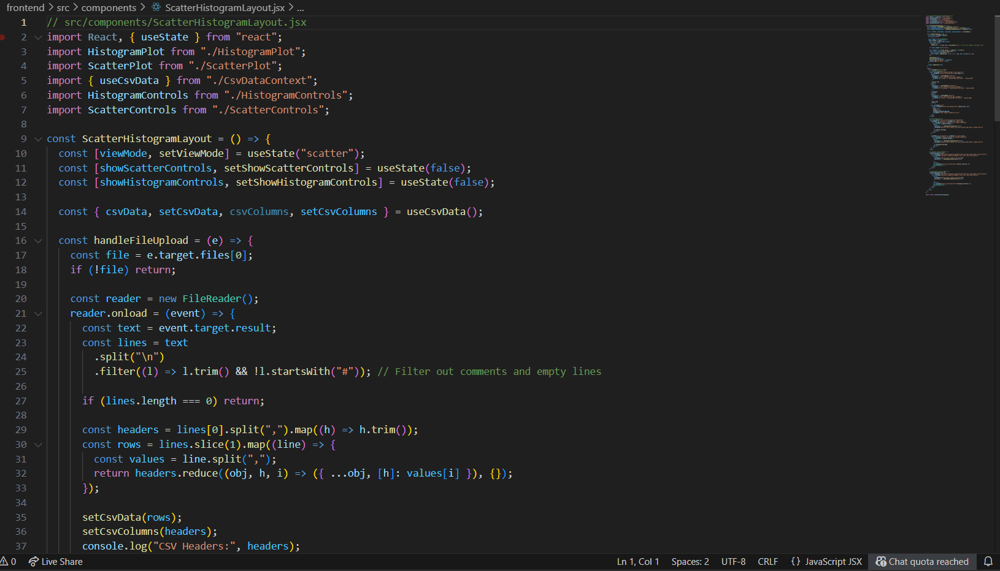 frontend > src > components > ScatterHistogramLayout.jsx > ...
1 // src/components/ScatterHistogramLayout.jsx
2 import React, { useState } from "react";
3 import HistogramPlot from "./HistogramPlot";
4 import ScatterPlot from "./ScatterPlot";
5 import { useCsvData } from "./CsvDataContext";
6 import HistogramControls from "./HistogramControls";
7 import ScatterControls from "./ScatterControls";
8
9 const ScatterHistogramLayout = () => {
10 const [viewMode, setViewMode] = useState("scatter");
11 const [showScatterControls, setShowScatterControls] = useState(false);
12 const [showHistogramControls, setShowHistogramControls] = useState(false);
13
14 const { csvData, setCsvData, csvColumns, setCsvColumns } = useCsvData();
15
16 const handleFileUpload = (e) => {
17 const file = e.target.files[0];
18 if (!file) return;
19
20 const reader = new FileReader();
21 reader.onload = (event) => {
22 const text = event.target.result;
23 const lines = text
24 .split("\n")
25 .filter((l) => l.trim() && !l.startsWith("#")); // Filter out comments and empty lines
26
27 if (lines.length === 0) return;
28
29 const headers = lines[0].split(",").map((h) => h.trim());
30 const rows = lines.slice(1).map((line) => {
31 const values = line.split(",");
32 return headers.reduce((obj, h, i) => ({ ...obj, [h]: values[i] }), {});
33 });
34
35 setCsvData(rows);
36 setCsvColumns(headers);
37 console.log("CSV Headers:", headers);
0 Live Share Ln 1, Col 1 Spaces: 2 UTF-8 CRLF {} JavaScript JSX Chat quota reached